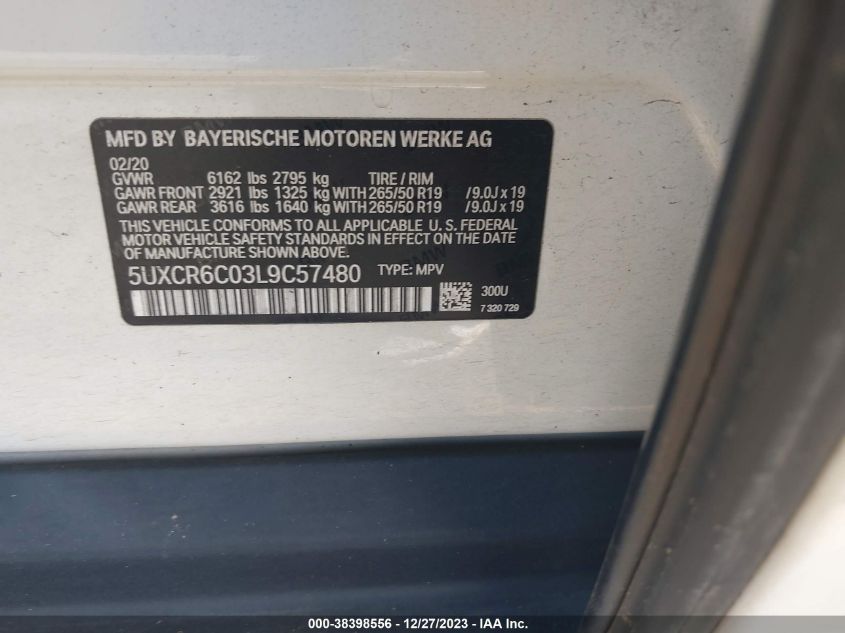 MFD BY BAYERISCHE MOTOREN WERKE AG
02/20
GVWR 6162 lbs 2795 kg TIRE / RIM
GAWR FRONT 2921 lbs 1325 kg WITH 265/50 R19 /9.0J x 19
GAWR REAR 3616 lbs 1640 kg WITH 265/50 R19 /9.0J x 19
THIS VEHICLE CONFORMS TO ALL APPLICABLE U. S. FEDERAL
MOTOR VEHICLE SAFETY STANDARDS IN EFFECT ON THE DATE
OF MANUFACTURE SHOWN ABOVE.
5UXCR6C03L9C57480 TYPE: MPV
300U
7 320 729
000-38398556 - 12/27/2023 - IAA Inc.